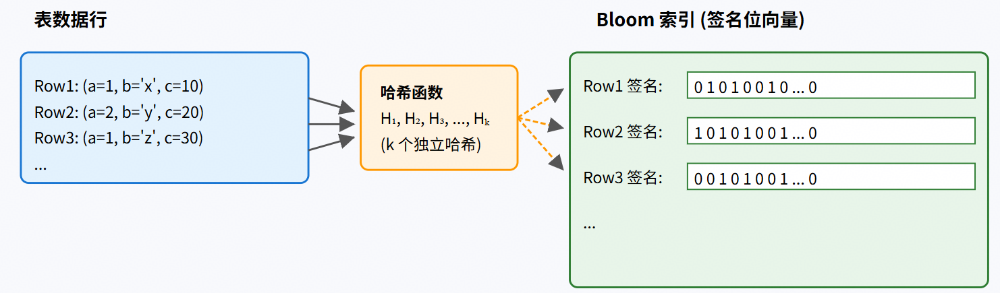 表数据行
Row1: (a=1, b='x', c=10)
Row2: (a=2, b='y', c=20)
Row3: (a=1, b='z', c=30)
...
哈希函数
H₁, H₂, H₃, ..., Hₖ
(k 个独立哈希)
Bloom 索引 (签名位向量)
Row1 签名: 0 1 0 1 0 0 1 0 ... 0
Row2 签名: 1 0 1 0 1 0 0 1 ... 0
Row3 签名: 0 0 1 0 1 0 0 1 ... 0
...